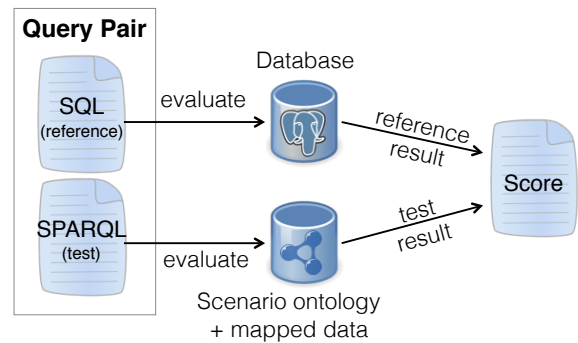 Query Pair
SQL
(reference)
evaluate
Database
reference
result
SPARQL
(test)
evaluate
Scenario ontology
+ mapped data
test
result
Score